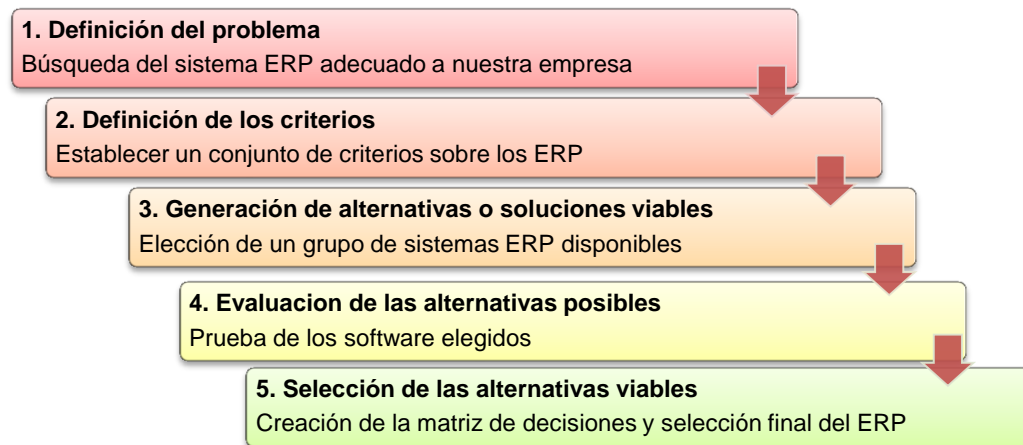 1. Definición del problema
Búsqueda del sistema ERP adecuado a nuestra empresa
2. Definición de los criterios
Establecer un conjunto de criterios sobre los ERP
3. Generación de alternativas o soluciones viables
Elección de un grupo de sistemas ERP disponibles
4. Evaluacion de las alternativas posibles
Prueba de los software elegidos
5. Selección de las alternativas viables
Creación de la matriz de decisiones y selección final del ERP